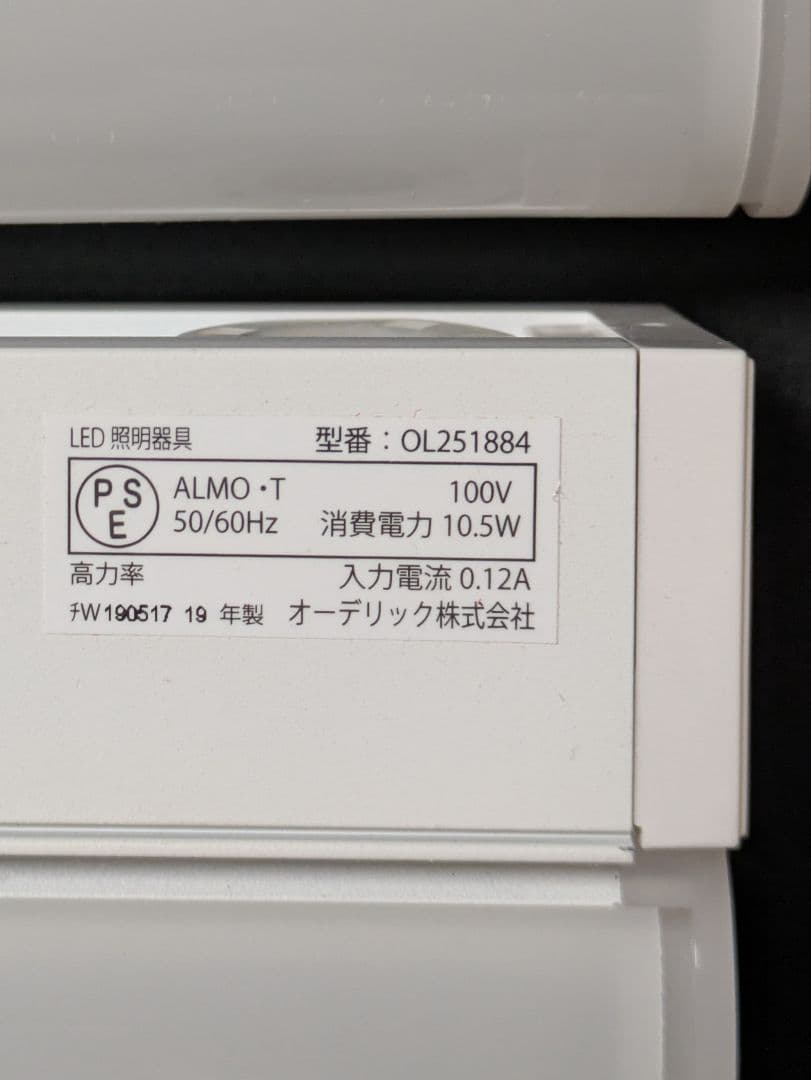 LED 照明器具 型番：OL251884
PSE ALMO・T 100V
50/60Hz 消費電力 10.5W
高力率 入力電流 0.12A
ﾁW190517 19 年製 オーデリック株式会社